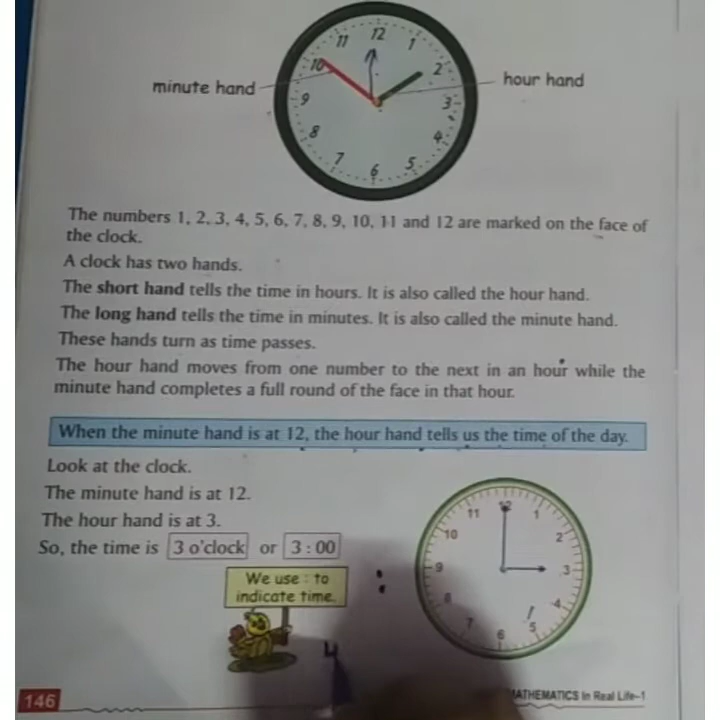 12
11
1
10
2
minute hand
hour hand
9
3
8
4
7
6
5
The numbers 1, 2, 3, 4, 5, 6, 7, 8, 9, 10, 11 and 12 are marked on the face of
the clock.
A clock has two hands.
The short hand tells the time in hours. It is also called the hour hand.
The long hand tells the time in minutes. It is also called the minute hand.
These hands turn as time passes.
The hour hand moves from one number to the next in an hour while the
minute hand completes a full round of the face in that hour.
When the minute hand is at 12, the hour hand tells us the time of the day.
Look at the clock.
The minute hand is at 12.
The hour hand is at 3.
So, the time is 3 o'clock or 3 : 00
We use : to
indicate time.
:
12
11
1
10
2
9
3
8
4
7
5
6
4
146
MATHEMATICS in Real Life-1